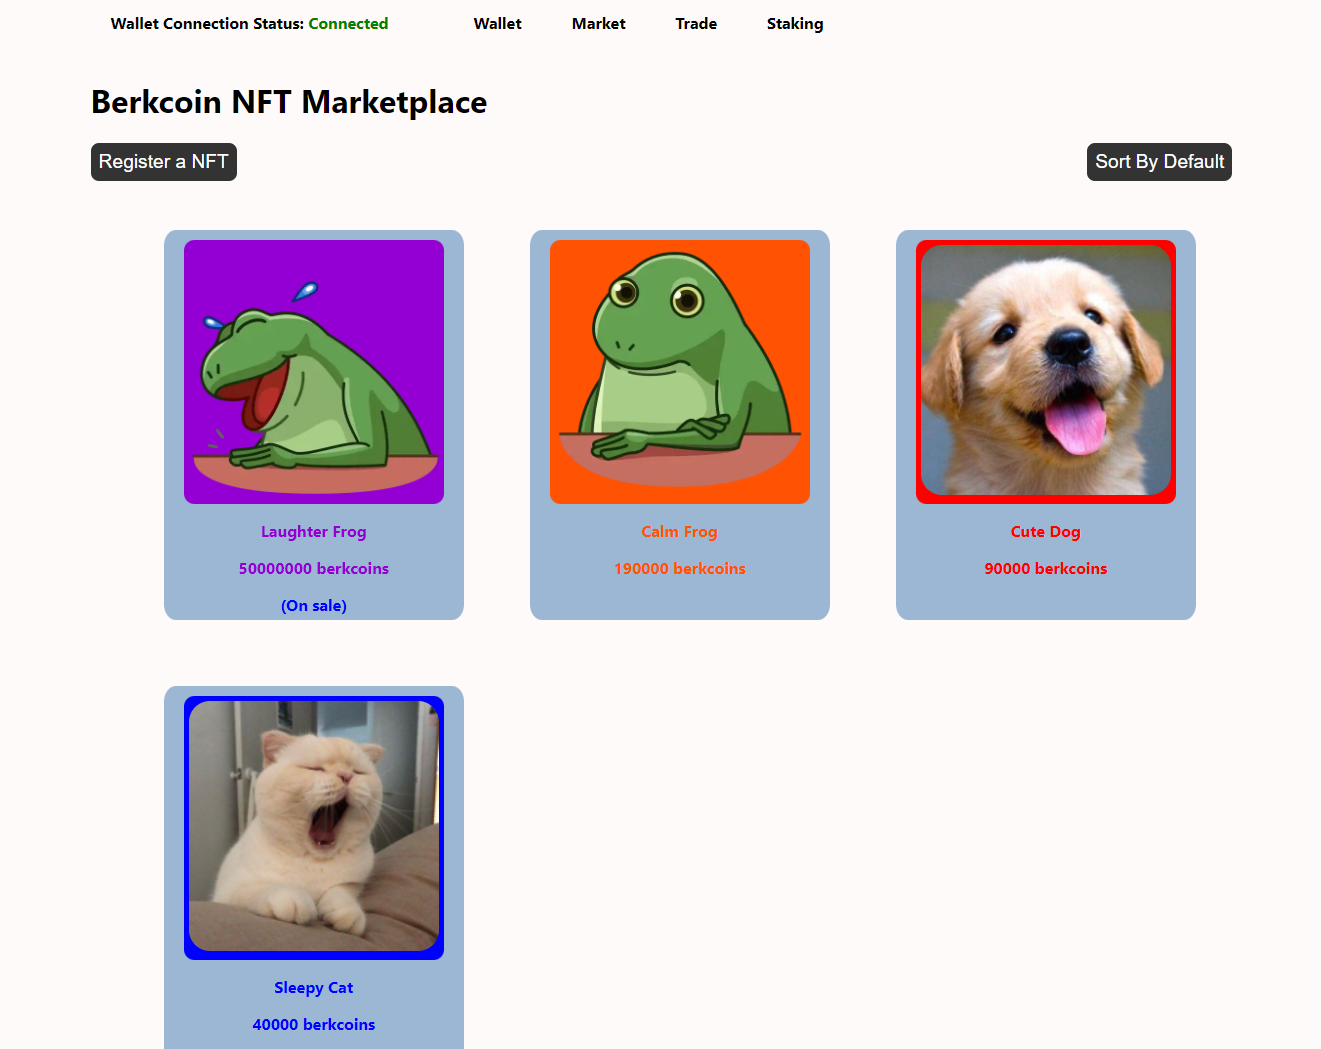 Wallet Connection Status: Connected Wallet Market Trade Staking
Berkcoin NFT Marketplace
Register a NFT Sort By Default
Laughter Frog
50000000 berkcoins
(On sale)
Calm Frog
190000 berkcoins
Cute Dog
90000 berkcoins
Sleepy Cat
40000 berkcoins